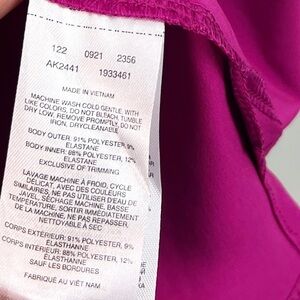 122 0921 2356
AK2441 1933461
MADE IN VIETNAM
MACHINE WASH COLD GENTLE, WITH
LIKE COLORS, DO NOT BLEACH, TUMBLE
DRY LOW, REMOVE PROMPTLY, DO NOT
IRON, DRYCLEANABLE
BODY OUTER: 91% POLYESTER, 9%
ELASTANE
BODY INNER: 88% POLYESTER, 12%
ELASTANE
EXCLUSIVE OF TRIMMING
LAVAGE MACHINE À FROID, CYCLE
DÉLICAT, AVEC DES COULEURS
SIMILAIRES, NE PAS UTILISER D'EAU DE
JAVEL, SÉCHAGE MACHINE, BASSE
TEMPÉRATURE, SORTIR IMMÉDIATEMENT
DE LA MACHINE, NE PAS REPASSER,
NETTOYABLE À SEC
CORPS EXTÉRIEUR: 91% POLYESTER, 9%
ÉLASTHANNE
CORPS INTÉRIEUR: 88% POLYESTER, 12%
ÉLASTHANNE
SAUF LES BORDURES
FABRIQUÉ AU VIÊT NAM